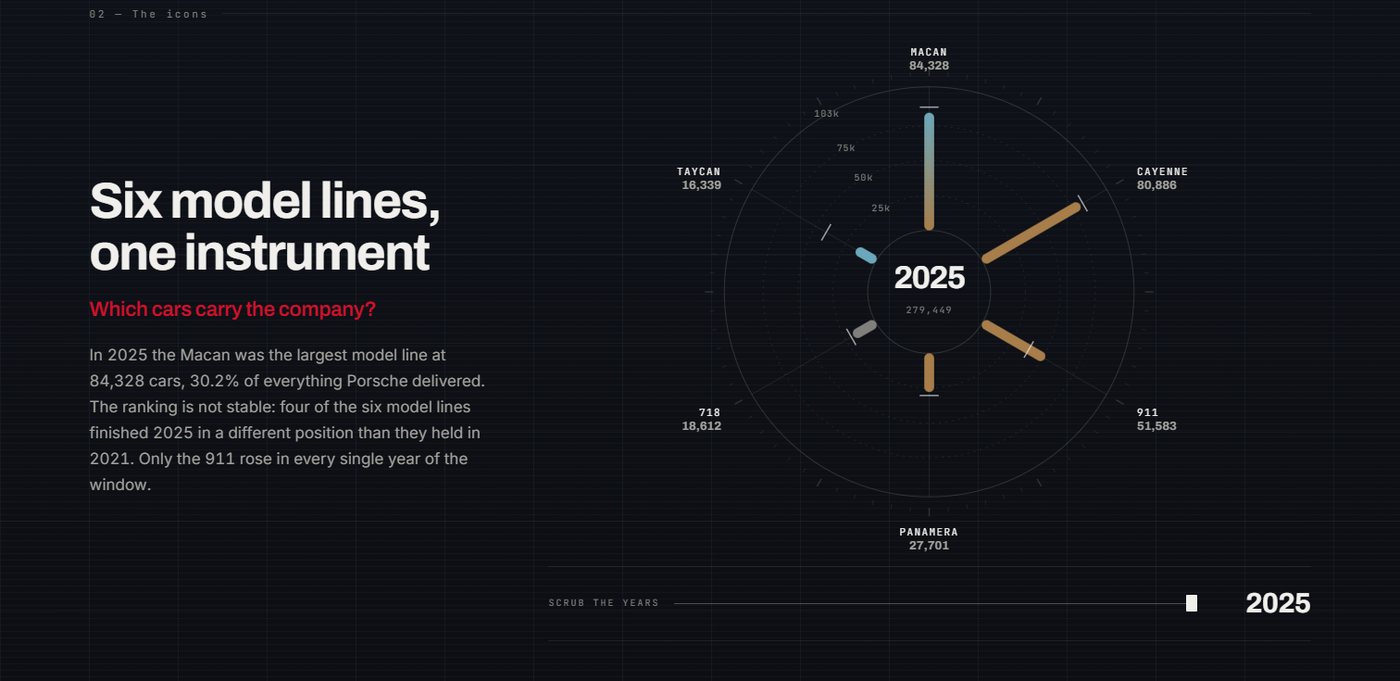 02 — The icons
Six model lines,
one instrument
Which cars carry the company?
In 2025 the Macan was the largest model line at
84,328 cars, 30.2% of everything Porsche delivered.
The ranking is not stable: four of the six model lines
finished 2025 in a different position than they held in
2021. Only the 911 rose in every single year of the
window.
MACAN
84,328
103k
75k
50k
25k
TAYCAN
16,339
CAYENNE
80,886
2025
279,449
718
18,612
911
51,583
PANAMERA
27,701
SCRUB THE YEARS
2025